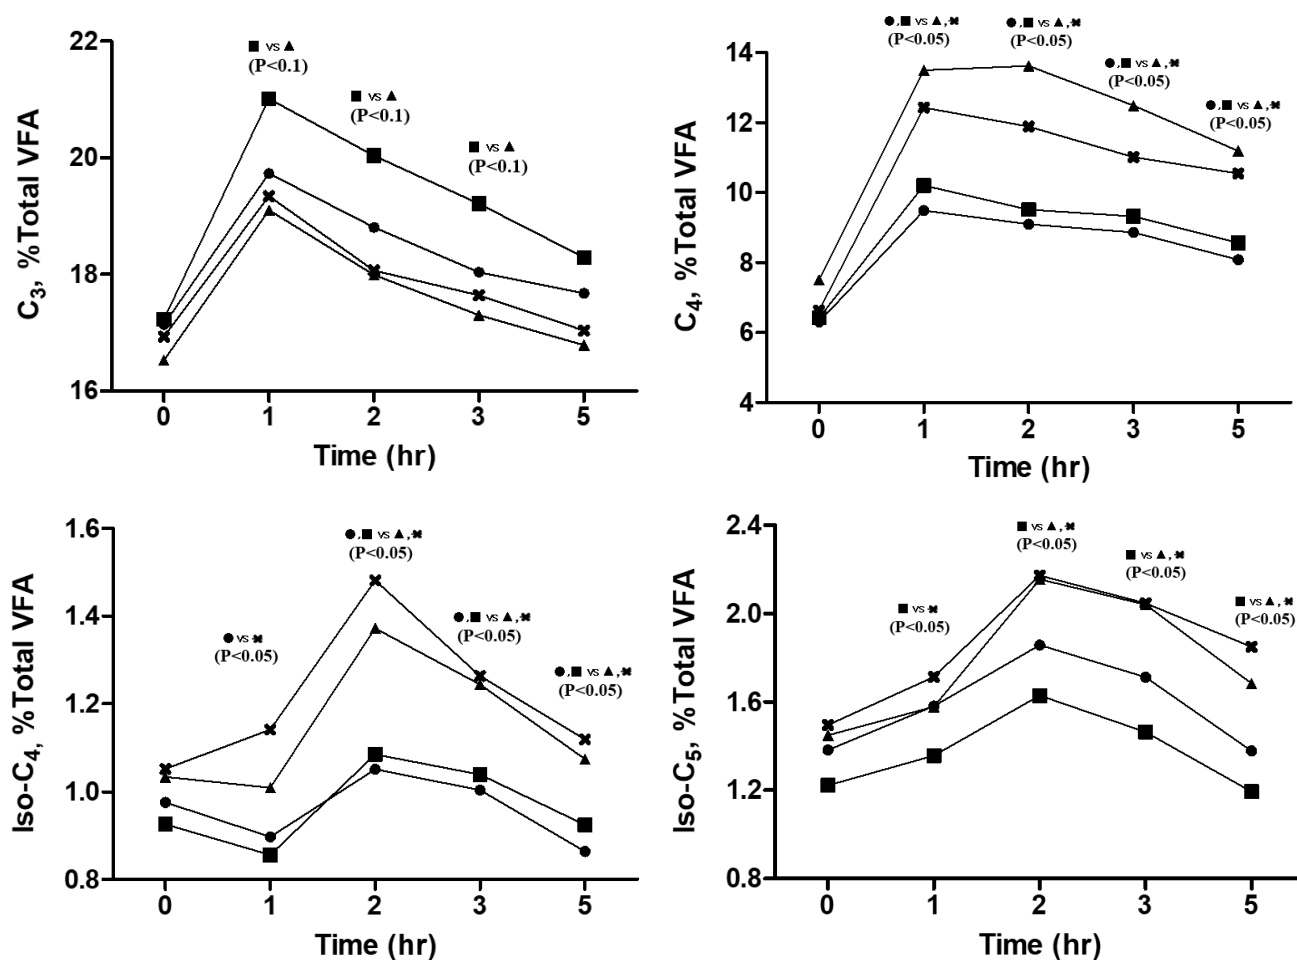 22
20
18
16
C3, %Total VFA
■ vs ▲
(P<0.1)
■ vs ▲
(P<0.1)
■ vs ▲
(P<0.1)
0 1 2 3 5
Time (hr)
14
12
10
8
6
4
C4, %Total VFA
●,■ vs ▲,✖
(P<0.05)
●,■ vs ▲,✖
(P<0.05)
●,■ vs ▲,✖
(P<0.05)
●,■ vs ▲,✖
(P<0.05)
0 1 2 3 5
Time (hr)
1.6
1.4
1.2
1.0
0.8
Iso-C4, %Total VFA
● vs ✖
(P<0.05)
●,■ vs ▲,✖
(P<0.05)
●,■ vs ▲,✖
(P<0.05)
●,■ vs ▲,✖
(P<0.05)
0 1 2 3 5
Time (hr)
2.4
2.0
1.6
1.2
0.8
Iso-C5, %Total VFA
■ vs ✖
(P<0.05)
■ vs ▲,✖
(P<0.05)
■ vs ▲,✖
(P<0.05)
■ vs ▲,✖
(P<0.05)
0 1 2 3 5
Time (hr)